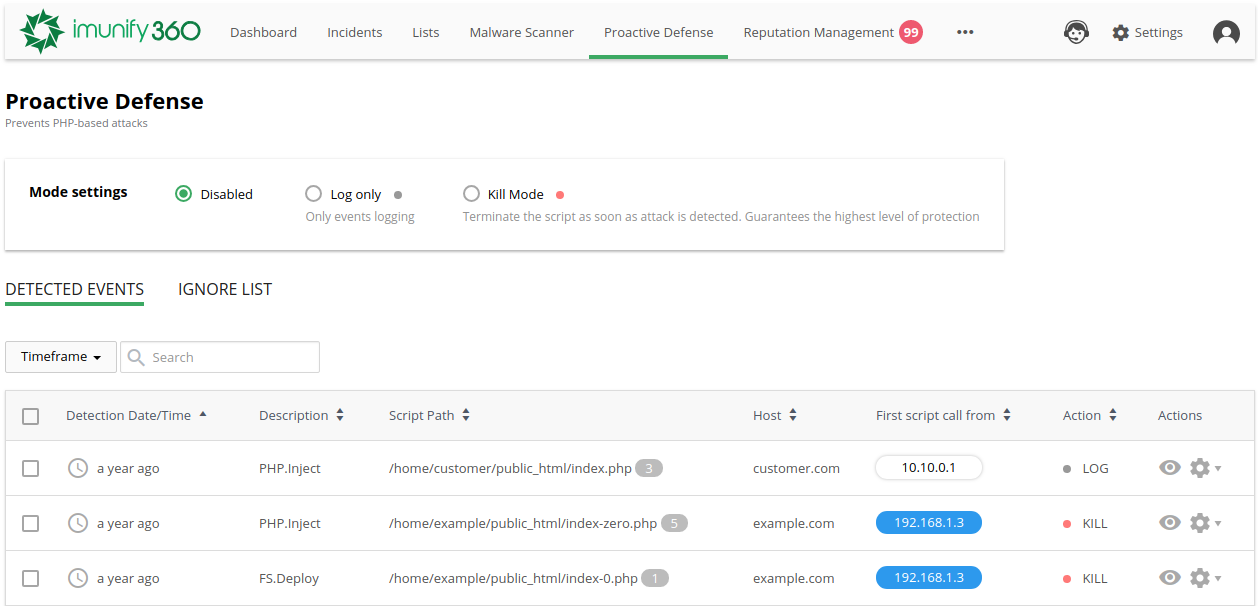 imunify360 Dashboard Incidents Lists Malware Scanner Proactive Defense Reputation Management 99 Settings
Proactive Defense
Prevents PHP-based attacks
Mode settings Disabled Log only Kill Mode
Only events logging Terminate the script as soon as attack is detected. Guarantees the highest level of protection
DETECTED EVENTS IGNORE LIST
Timeframe Search
Detection Date/Time Description Script Path Host First script call from Action Actions
a year ago PHP.Inject /home/customer/public_html/index.php 3 customer.com 10.10.0.1 LOG
a year ago PHP.Inject /home/example/public_html/index-zero.php 5 example.com 192.168.1.3 KILL
a year ago FS.Deploy /home/example/public_html/index-0.php 1 example.com 192.168.1.3 KILL